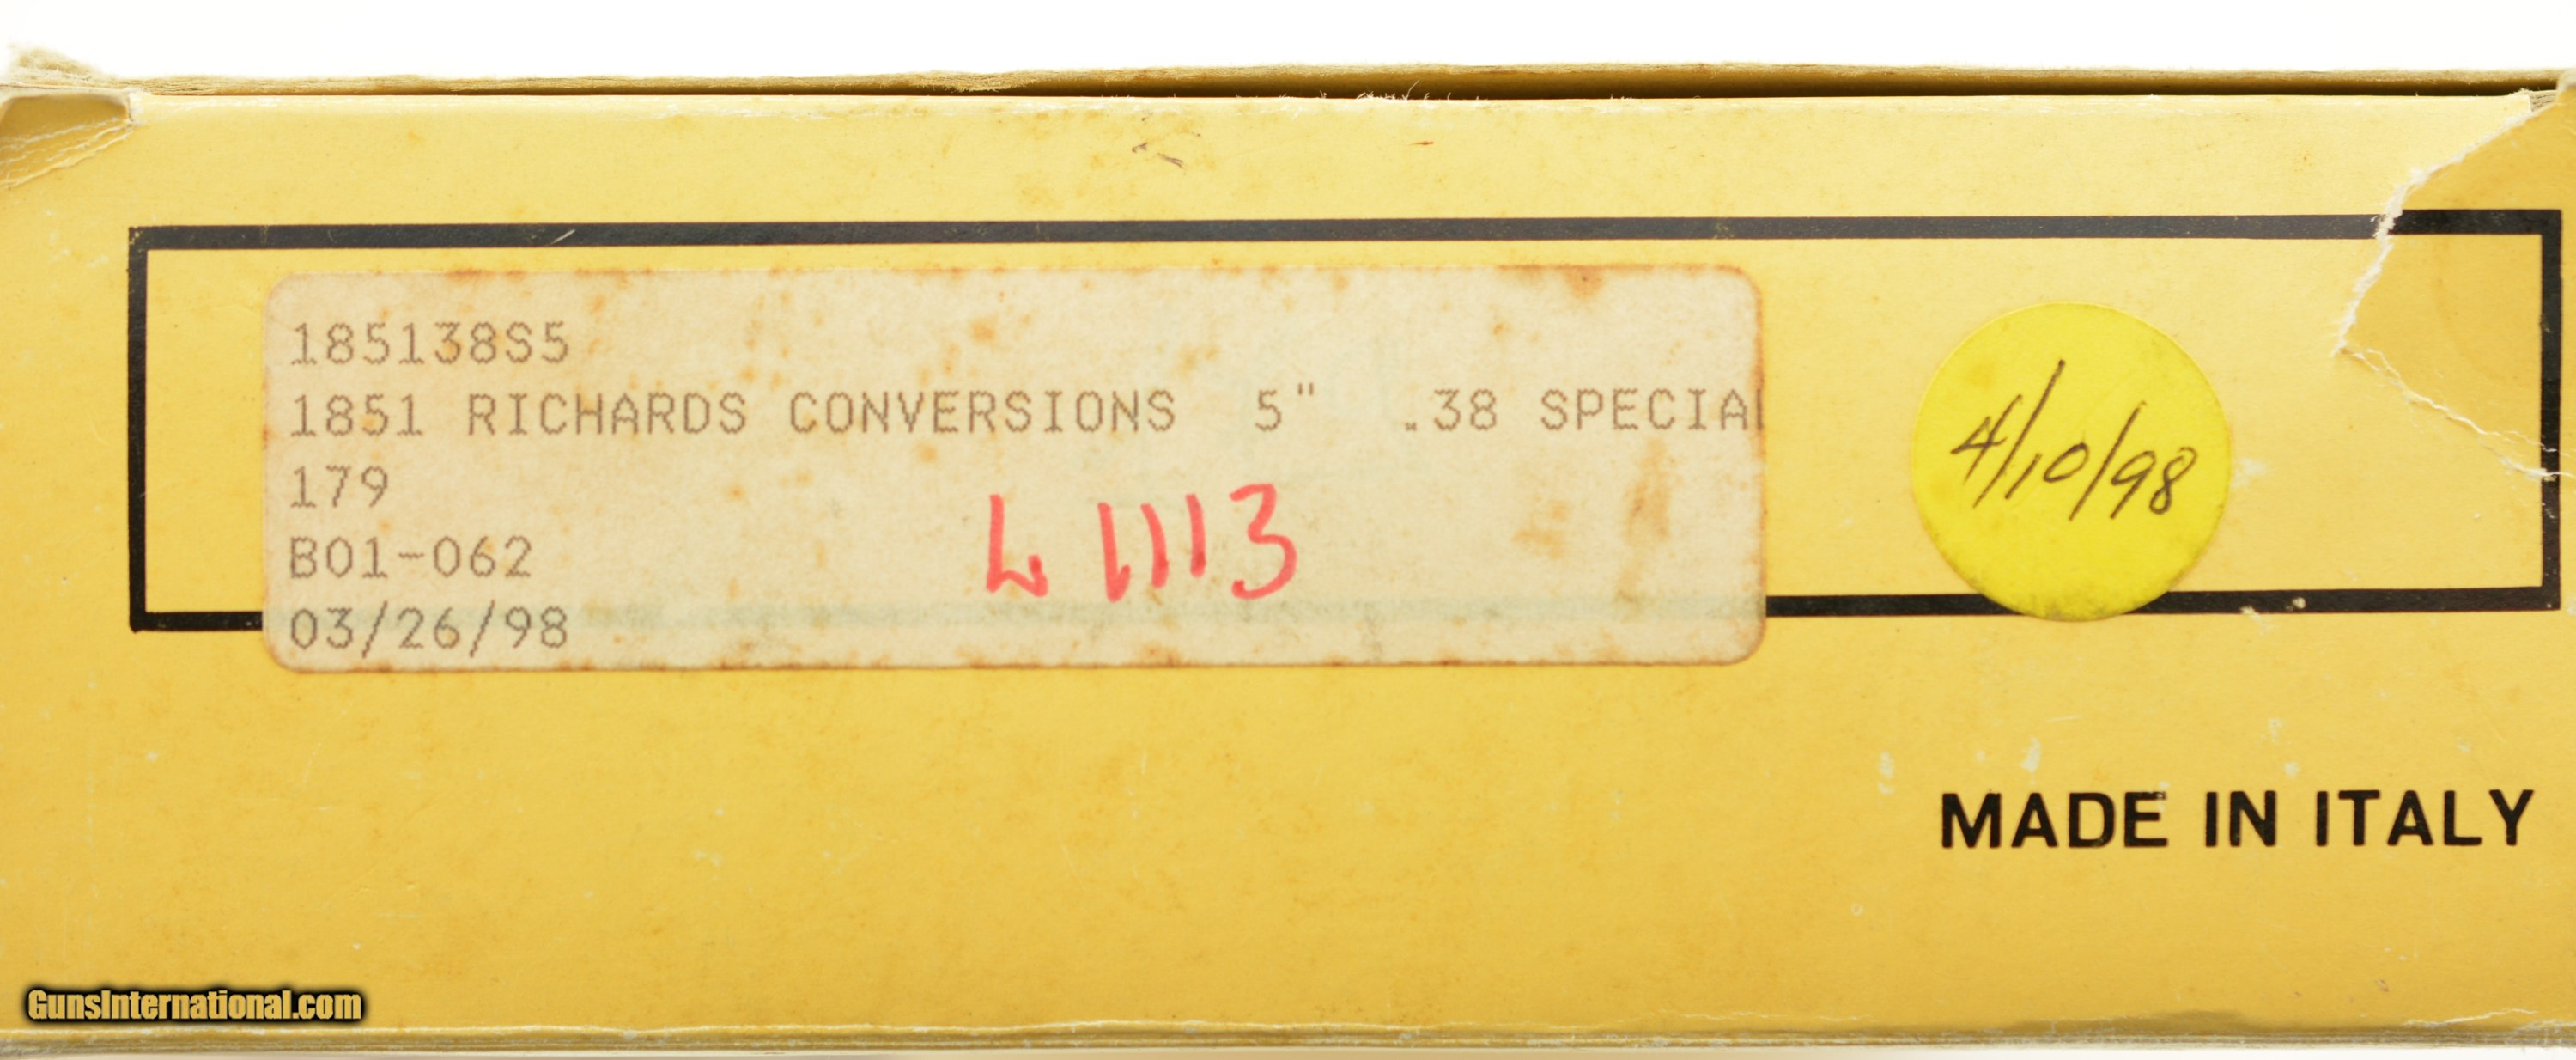 185138S5
1851 RICHARDS CONVERSIONS 5" .38 SPECIAL
179
B01-062
03/26/98
4/10/98
MADE IN ITALY
GunsInternational.com